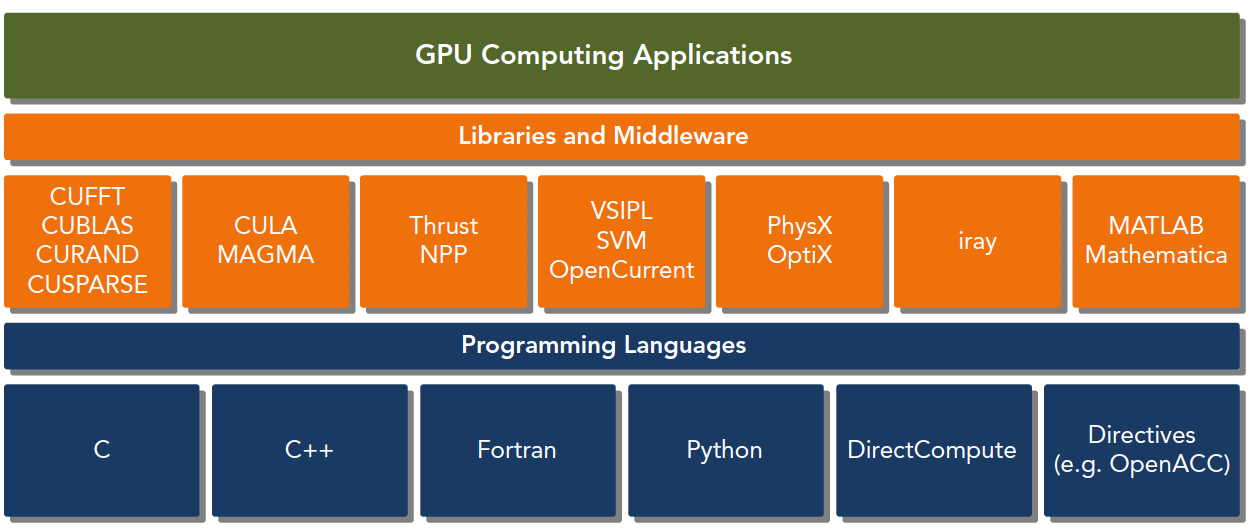 GPU Computing Applications
Libraries and Middleware
CUFFT
CUBLAS
CURAND
CUSPARSE
CULA
MAGMA
Thrust
NPP
VSIPL
SVM
OpenCurrent
PhysX
OptiX
iray
MATLAB
Mathematica
Programming Languages
C
C++
Fortran
Python
DirectCompute
Directives
(e.g. OpenACC)